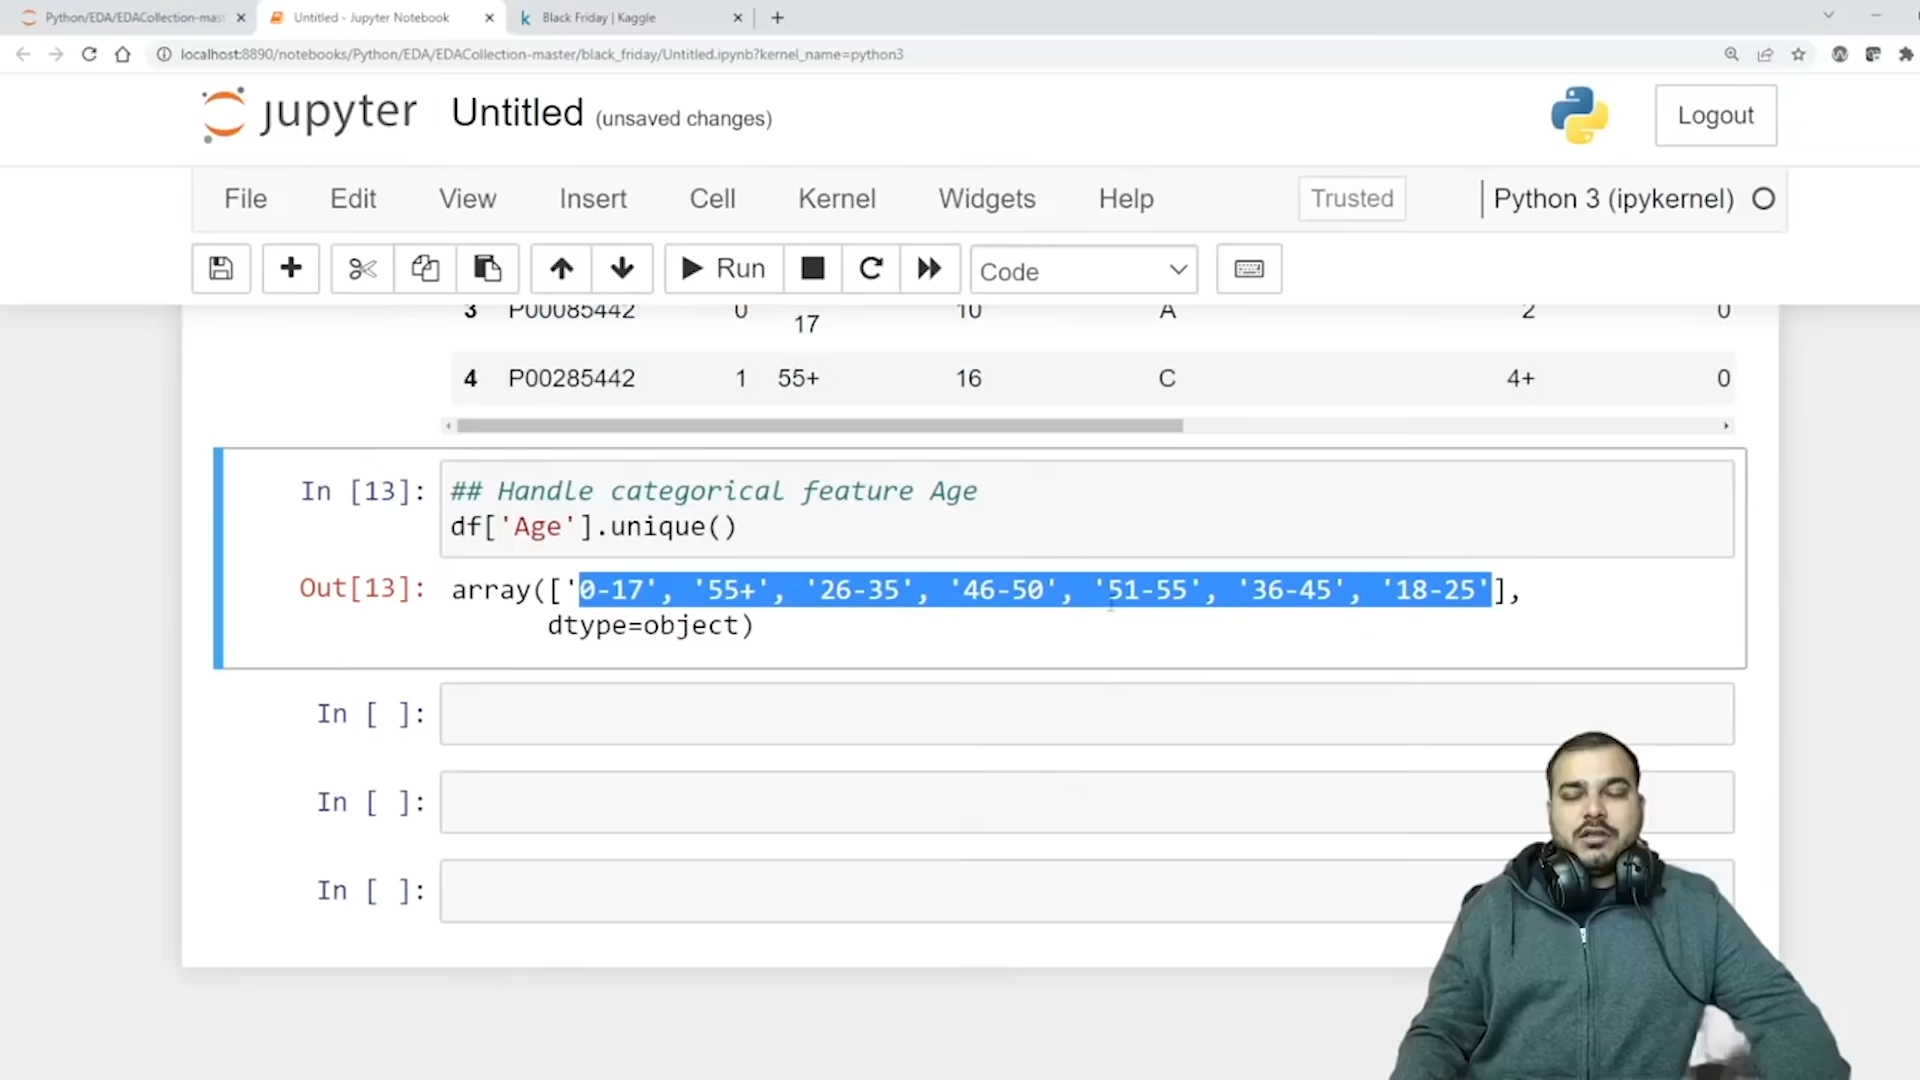 Python/EDA/EDACollection-mast
Untitled - Jupyter Notebook
Black Friday | Kaggle
localhost:8890/notebooks/Python/EDA/EDACollection-master/black_friday/Untitled.ipynb?kernel_name=python3
jupyter Untitled (unsaved changes)
Logout
File Edit View Insert Cell Kernel Widgets Help Trusted Python 3 (ipykernel)
Run Code
3 P00085442 0 17 10 A 2 0
4 P00285442 1 55+ 16 C 4+ 0
In [13]: ## Handle categorical feature Age
df['Age'].unique()
Out[13]: array(['0-17', '55+', '26-35', '46-50', '51-55', '36-45', '18-25'],
dtype=object)
In [ ]:
In [ ]:
In [ ]: